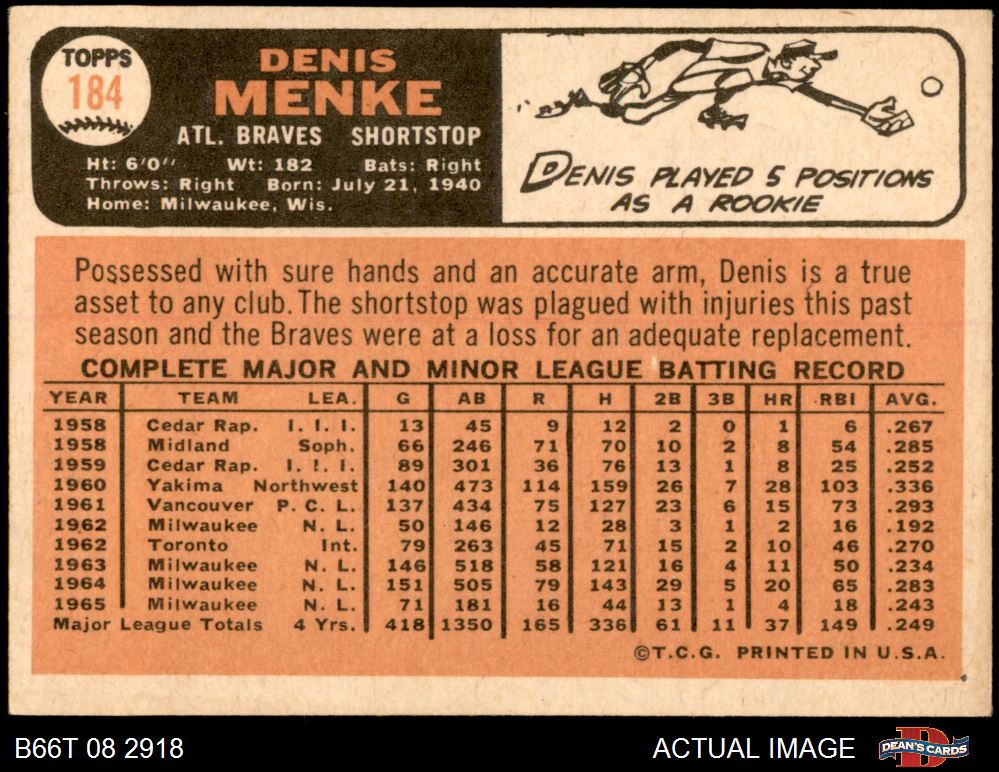 TOPPS
184
DENIS
MENKE
ATL. BRAVES SHORTSTOP
Ht: 6'0" Wt: 182 Bats: Right
Throws: Right Born: July 21, 1940
Home: Milwaukee, Wis.
DENIS PLAYED 5 POSITIONS
AS A ROOKIE
Possessed with sure hands and an accurate arm, Denis is a true
asset to any club. The shortstop was plagued with injuries this past
season and the Braves were at a loss for an adequate replacement.
COMPLETE MAJOR AND MINOR LEAGUE BATTING RECORD
YEAR TEAM LEA. G AB R H 2B 3B HR RBI AVG.
1958 Cedar Rap. I. I. I. 13 45 9 12 2 0 1 6 .267
1958 Midland Soph. 66 246 71 70 10 2 8 54 .285
1959 Cedar Rap. I. I. I. 89 301 36 76 13 1 8 25 .252
1960 Yakima Northwest 140 473 114 159 26 7 28 103 .336
1961 Vancouver P. C. L. 137 434 75 127 23 6 15 73 .293
1962 Milwaukee N. L. 50 146 12 28 3 1 2 16 .192
1962 Toronto Int. 79 263 45 71 15 2 10 46 .270
1963 Milwaukee N. L. 146 518 58 121 16 4 11 50 .234
1964 Milwaukee N. L. 151 505 79 143 29 5 20 65 .283
1965 Milwaukee N. L. 71 181 16 44 13 1 4 18 .243
Major League Totals 4 Yrs. 418 1350 165 336 61 11 37 149 .249
©T.C.G. PRINTED IN U.S.A.
B66T 08 2918 ACTUAL IMAGE DEAN'S CARDS